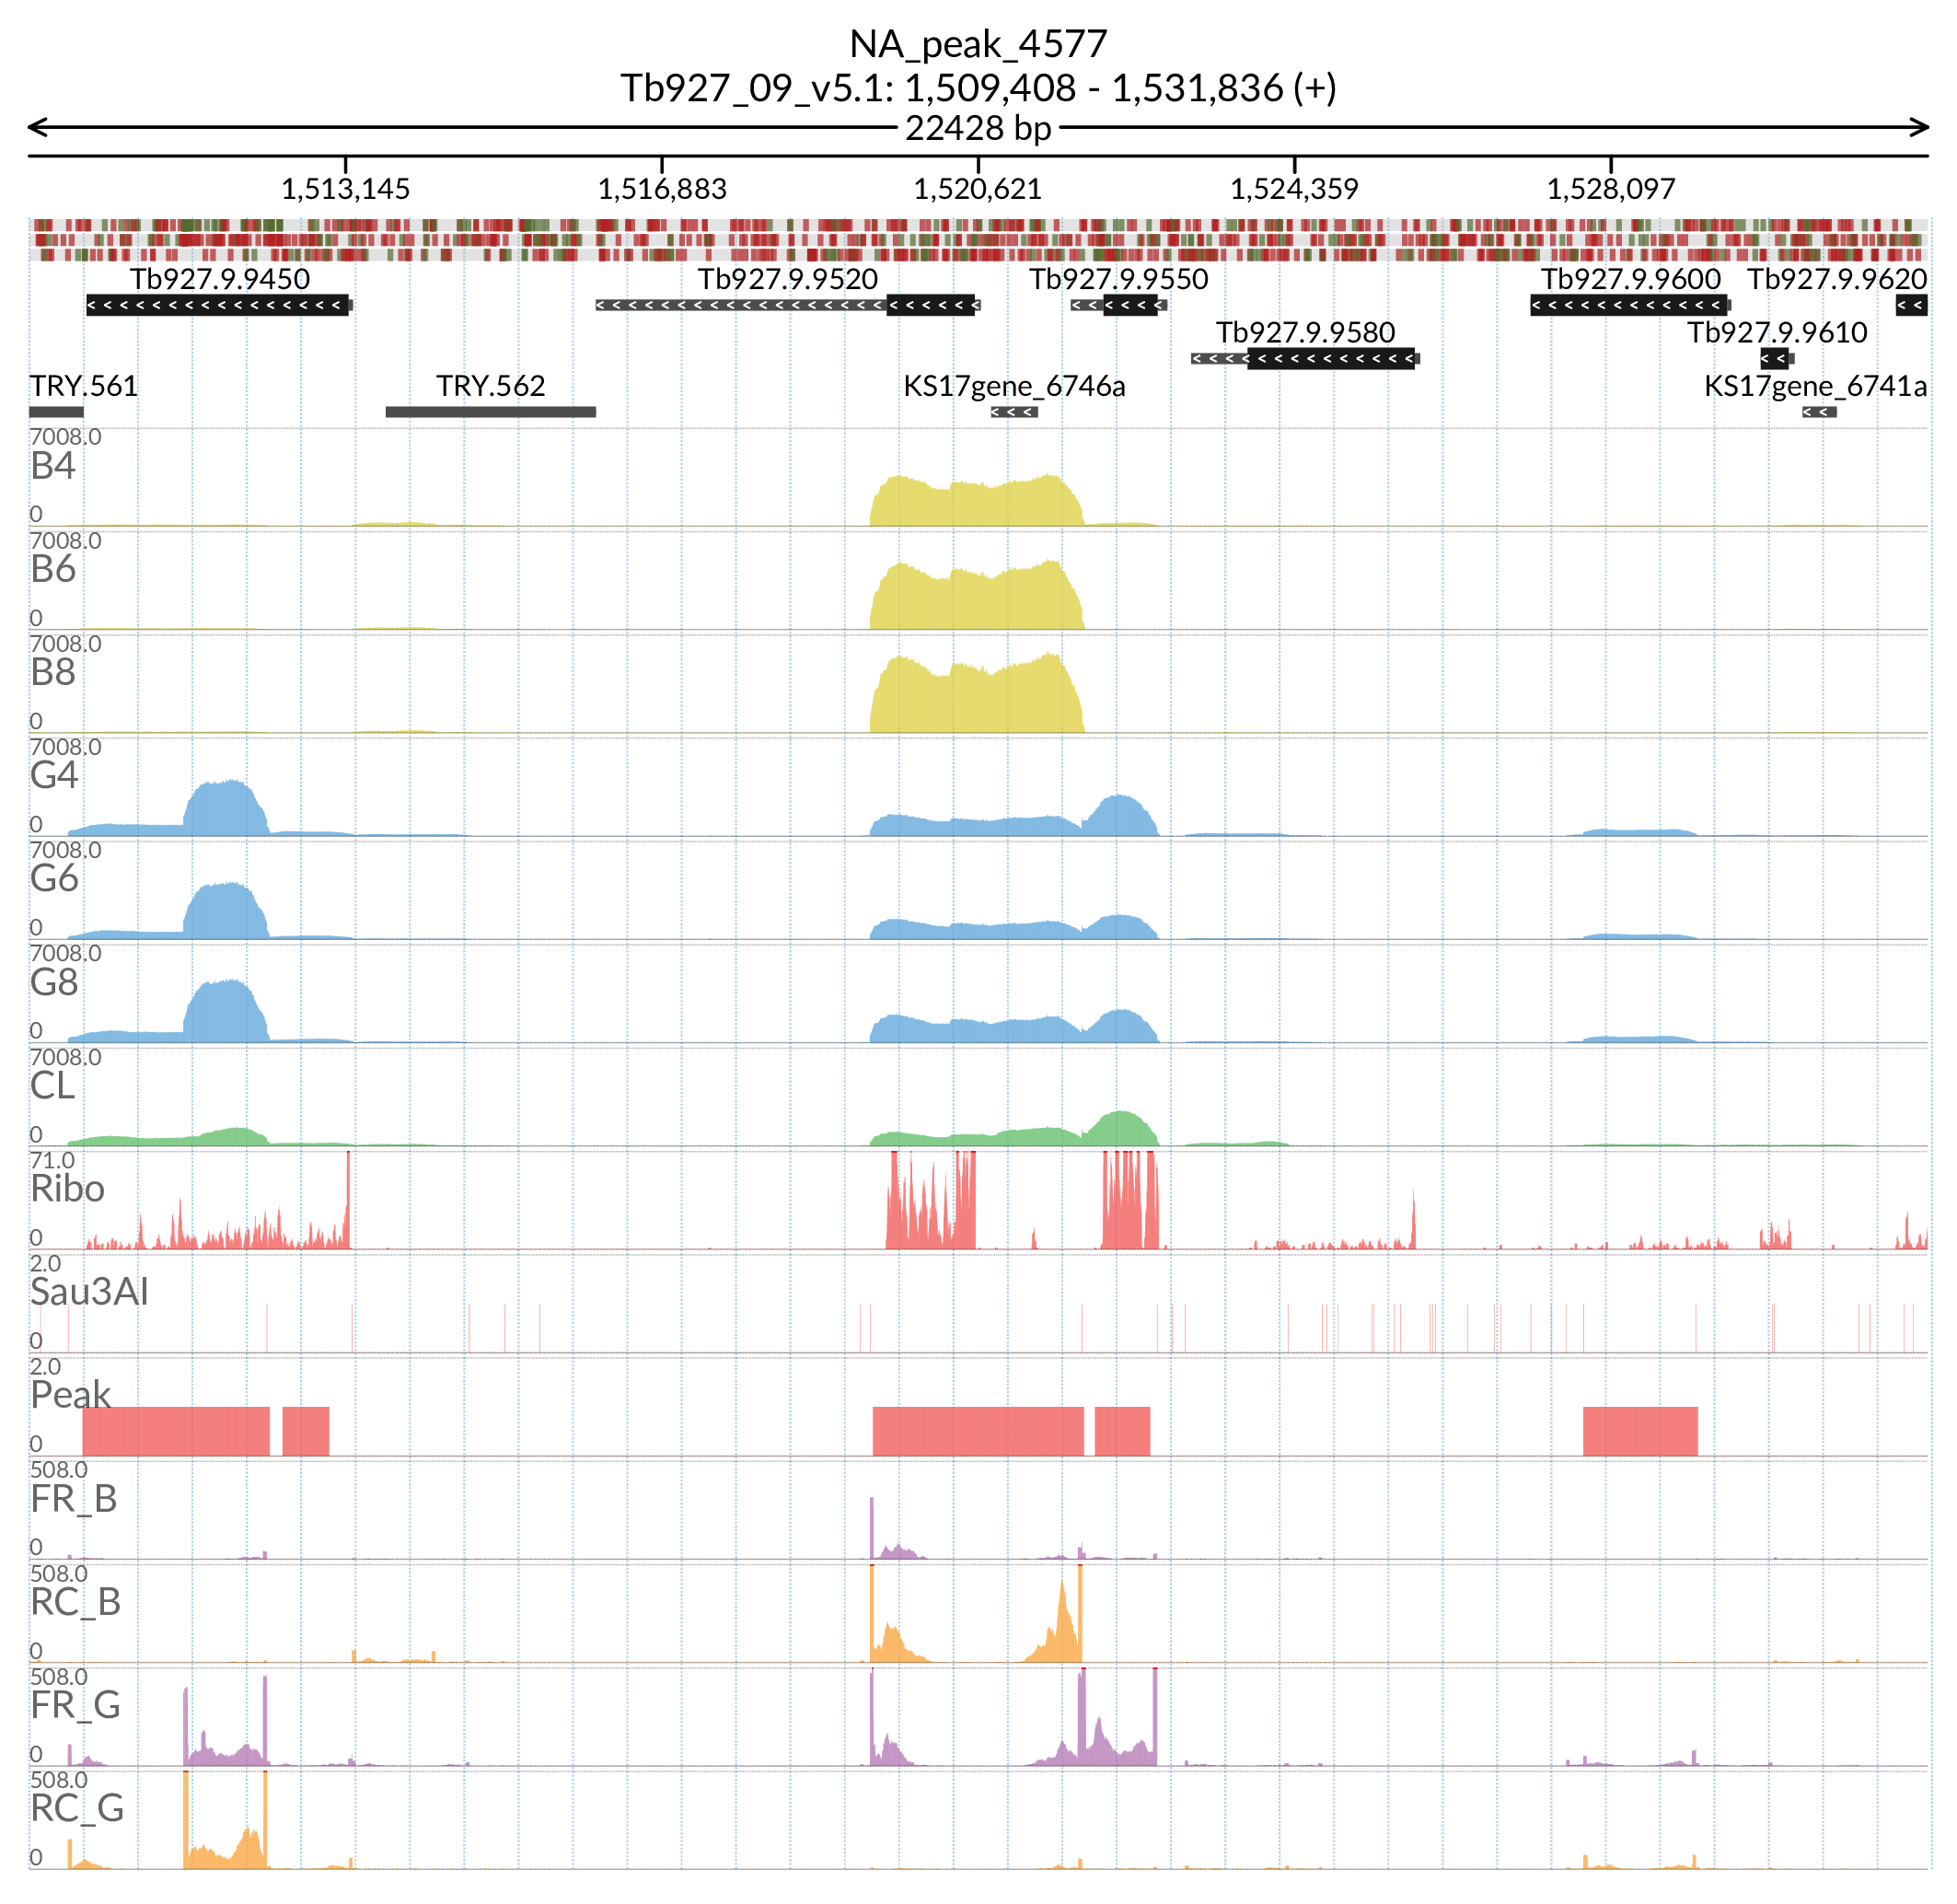 NA_peak_4577
Tb927_09_v5.1: 1,509,408 - 1,531,836 (+)
22428 bp
1,513,145 1,516,883 1,520,621 1,524,359 1,528,097
Tb927.9.9450 Tb927.9.9520 Tb927.9.9550 Tb927.9.9600 Tb927.9.9620
Tb927.9.9580 Tb927.9.9610
TRY.561 TRY.562 KS17gene_6746a KS17gene_6741a
7008.0
B4
0
7008.0
B6
0
7008.0
B8
0
7008.0
G4
0
7008.0
G6
0
7008.0
G8
0
7008.0
CL
0
71.0
Ribo
0
2.0
Sau3AI
0
2.0
Peak
0
508.0
FR_B
0
508.0
RC_B
0
508.0
FR_G
0
508.0
RC_G
0